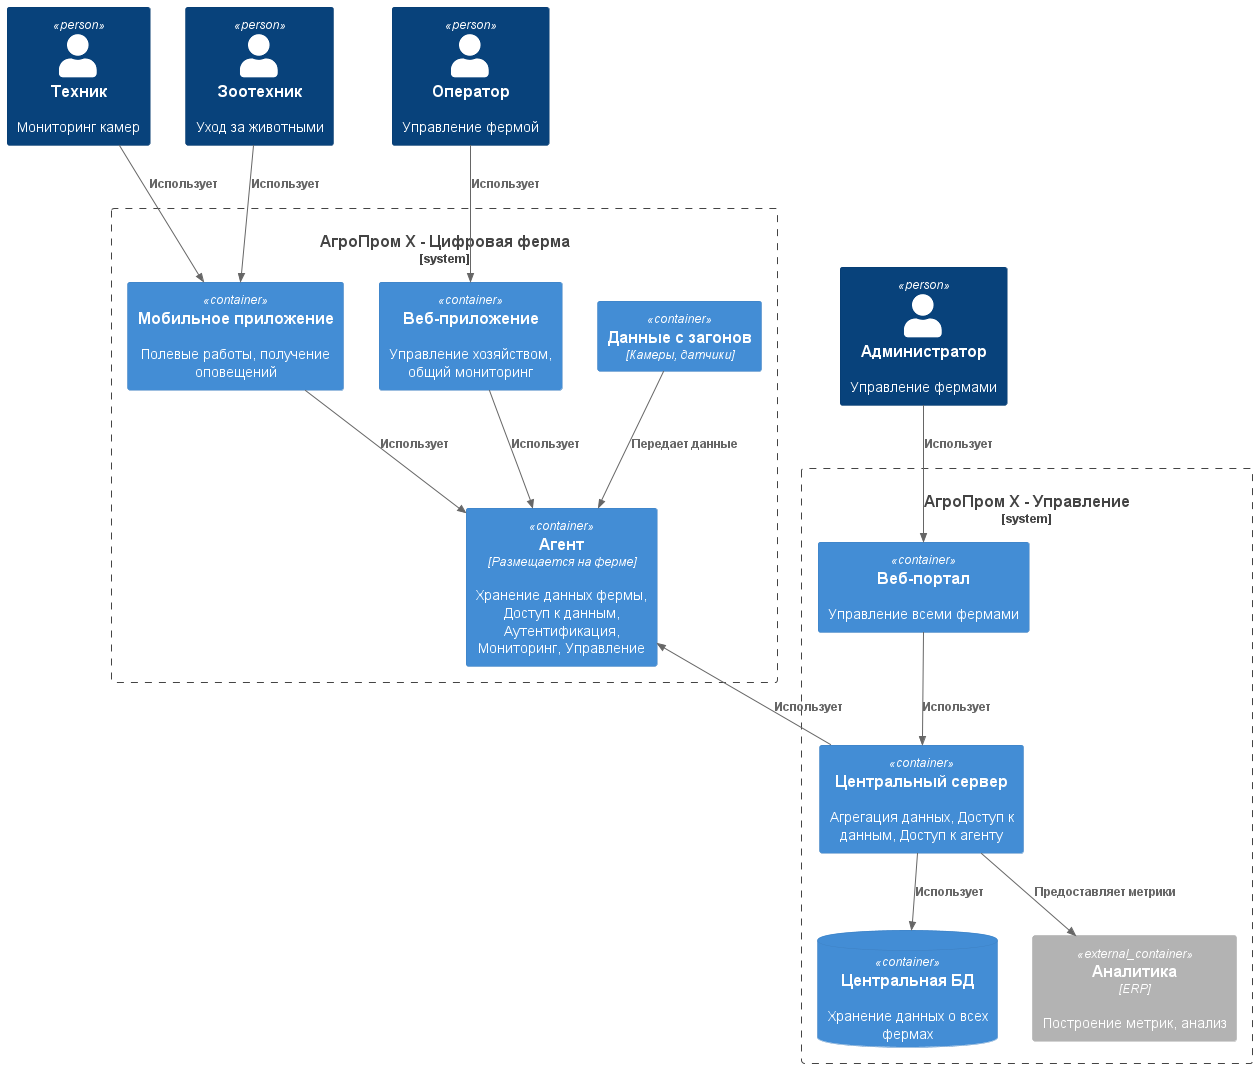 «person»
Техник
Мониторинг камер
«person»
Зоотехник
Уход за животными
«person»
Оператор
Управление фермой
Использует
Использует
Использует
АгроПром X - Цифровая ферма
[system]
«container»
Мобильное приложение
Полевые работы, получение
оповещений
«container»
Веб-приложение
Управление хозяйством,
общий мониторинг
«container»
Данные с загонов
[Камеры, датчики]
«person»
Администратор
Управление фермами
Использует
Использует
Передает данные
Использует
«container»
Агент
[Размещается на ферме]
Хранение данных фермы,
Доступ к данным,
Аутентификация,
Мониторинг, Управление
АгроПром X - Управление
[system]
«container»
Веб-портал
Управление всеми фермами
Использует
Использует
«container»
Центральный сервер
Агрегация данных, Доступ к
данным, Доступ к агенту
Использует
Предоставляет метрики
«container»
Центральная БД
Хранение данных о всех
фермах
«external_container»
Аналитика
[ERP]
Построение метрик, анализ